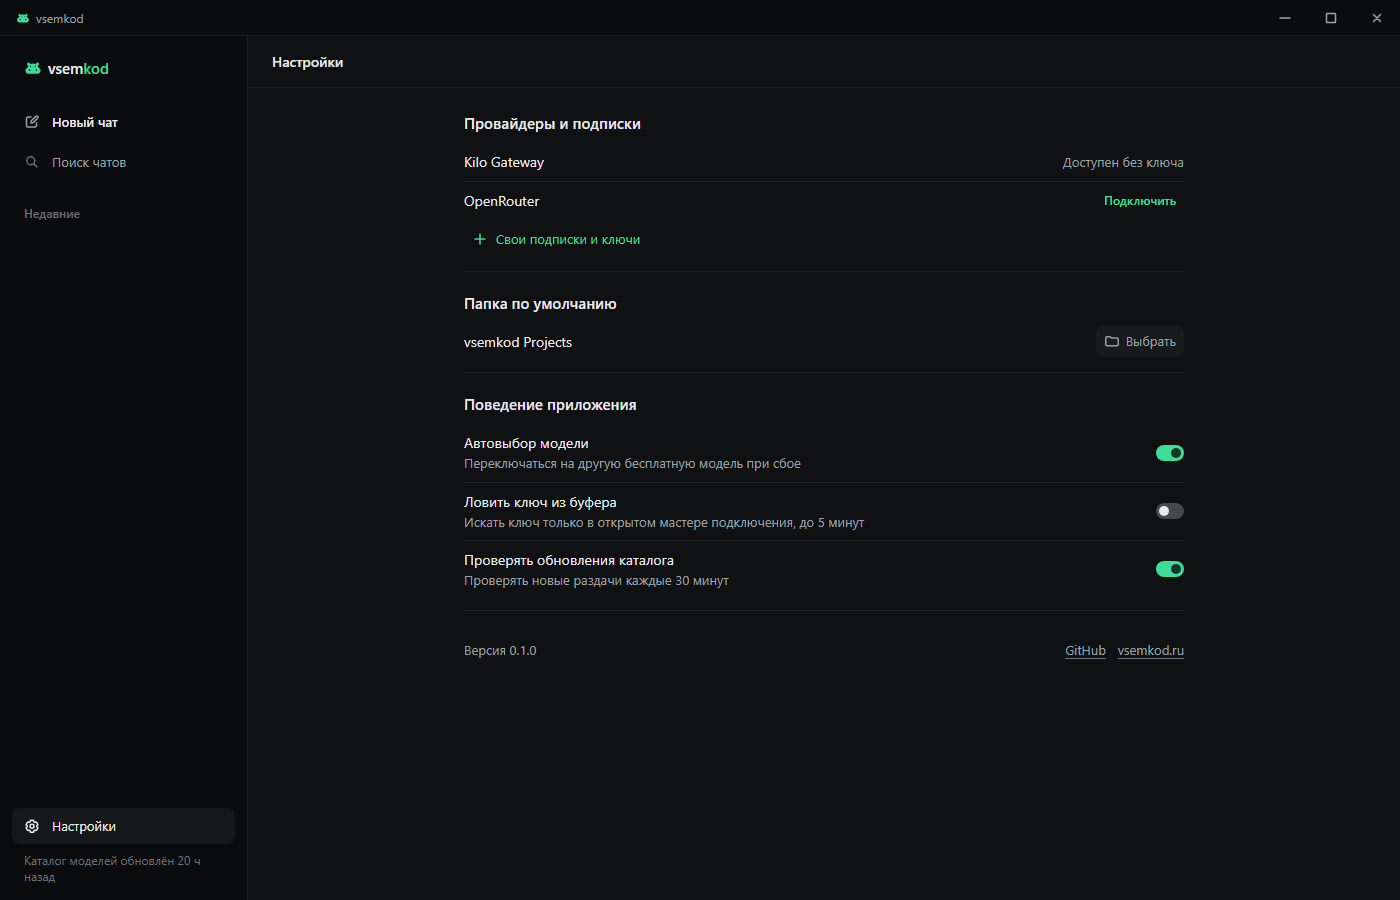 vsemkod
vsemkod
Новый чат
Поиск чатов
Недавние
Настройки
Каталог моделей обновлён 20 ч
назад
Настройки
Провайдеры и подписки
Kilo Gateway
Доступен без ключа
OpenRouter
Подключить
Свои подписки и ключи
Папка по умолчанию
vsemkod Projects
Выбрать
Поведение приложения
Автовыбор модели
Переключаться на другую бесплатную модель при сбое
Ловить ключ из буфера
Искать ключ только в открытом мастере подключения, до 5 минут
Проверять обновления каталога
Проверять новые раздачи каждые 30 минут
Версия 0.1.0
GitHub
vsemkod.ru